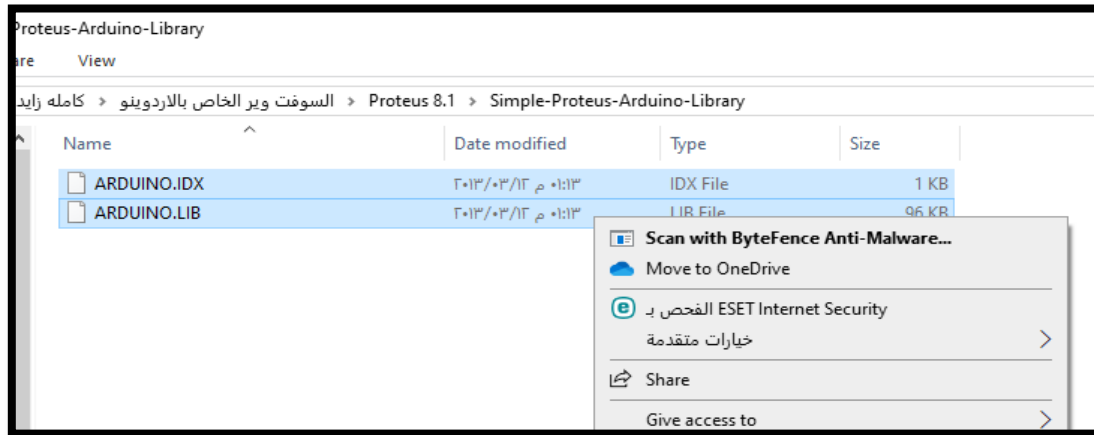 Proteus-Arduino-Library
are View
كامله زايد › السوفت وير الخاص بالاردوينو › Proteus 8.1 › Simple-Proteus-Arduino-Library
Name Date modified Type Size
ARDUINO.IDX ٢٠١٣/٠٣/١٢ م ٠١:١٣ IDX File 1 KB
ARDUINO.LIB ٢٠١٣/٠٣/١٢ م ٠١:١٣ LIB File 96 KB
Scan with ByteFence Anti-Malware...
Move to OneDrive
الفحص بـ ESET Internet Security
خيارات متقدمة
Share
Give access to